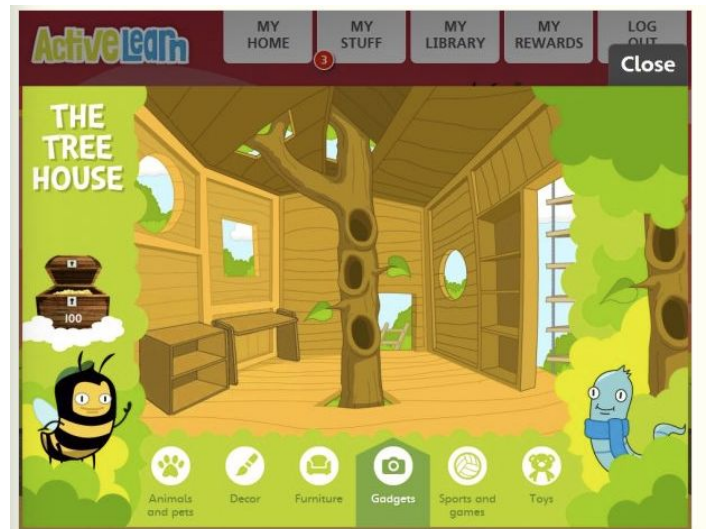 ActiveLearn
MY
HOME
MY
STUFF
3
MY
LIBRARY
MY
REWARDS
LOG
OUT
Close
THE
TREE
HOUSE
100
Animals
and pets
Decor
Furniture
Gadgets
Sports and
games
Toys